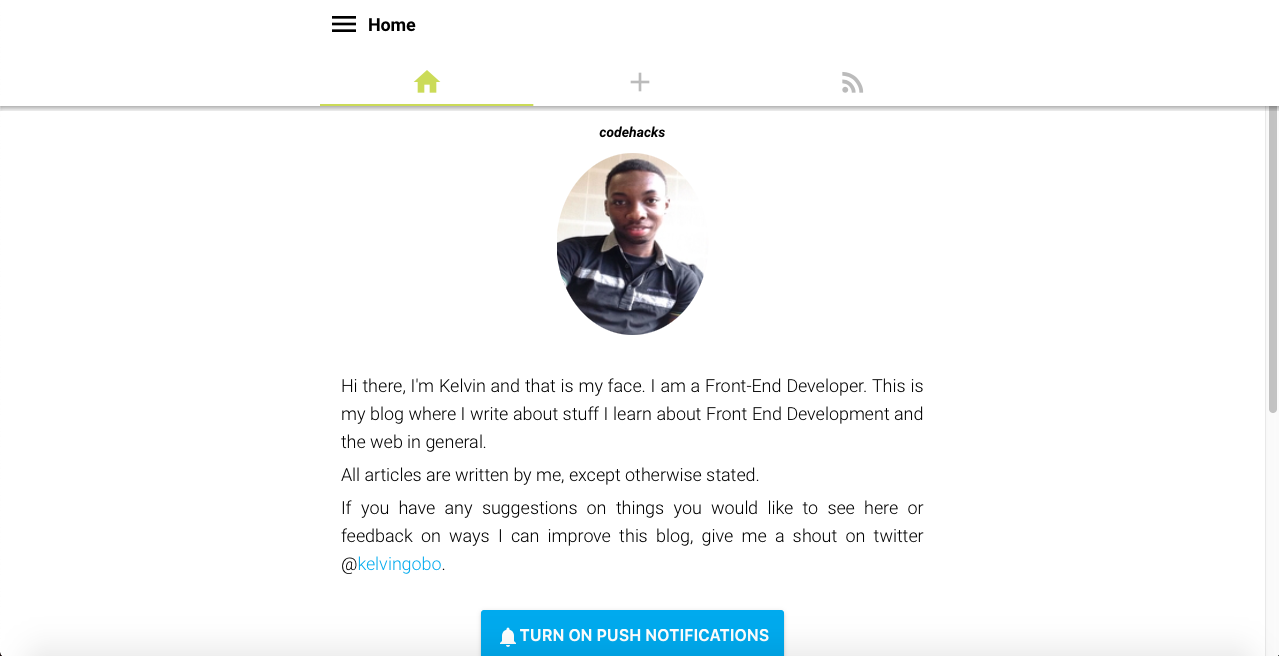 Home
codehacks
Hi there, I'm Kelvin and that is my face. I am a Front-End Developer. This is
my blog where I write about stuff I learn about Front End Development and
the web in general.
All articles are written by me, except otherwise stated.
If you have any suggestions on things you would like to see here or
feedback on ways I can improve this blog, give me a shout on twitter
@kelvingobo.
TURN ON PUSH NOTIFICATIONS